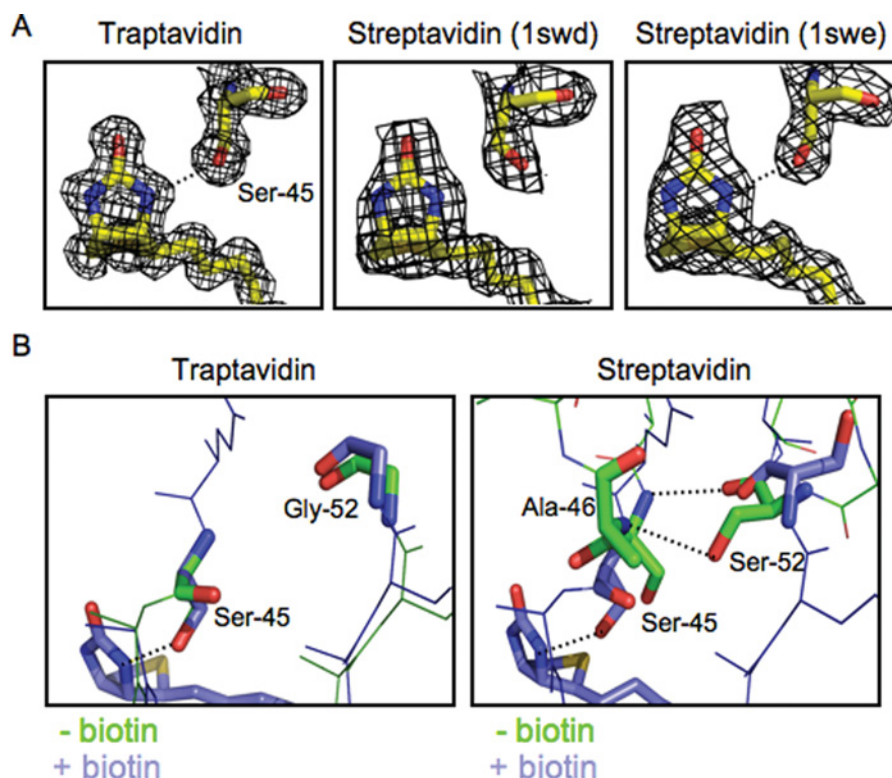 A
Traptavidin
Streptavidin (1swd)
Streptavidin (1swe)
Ser-45
B
Traptavidin
Streptavidin
Gly-52
Ser-45
Ala-46
Ser-52
Ser-45
- biotin
+ biotin
- biotin
+ biotin